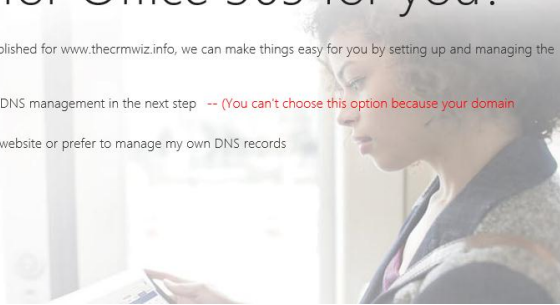 for Office 365 for you?
blished for www.thecrmwiz.info, we can make things easy for you by setting up and managing the
DNS management in the next step -- (You can't choose this option because your domain
website or prefer to manage my own DNS records